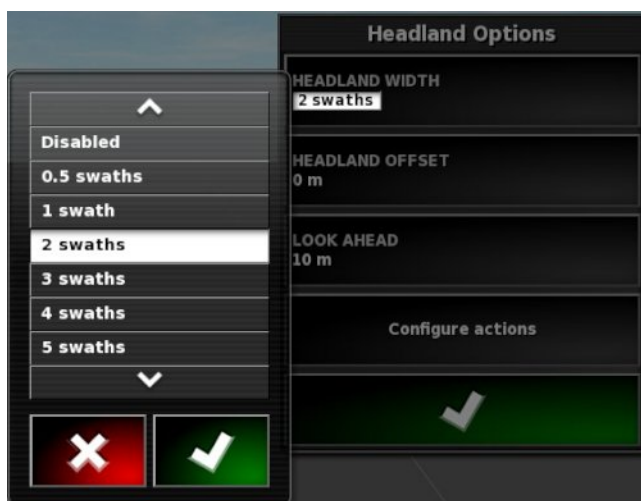 Headland Options
HEADLAND WIDTH
2 swaths
HEADLAND OFFSET
0 m
LOOK AHEAD
10 m
Configure actions
Disabled
0.5 swaths
1 swath
2 swaths
3 swaths
4 swaths
5 swaths